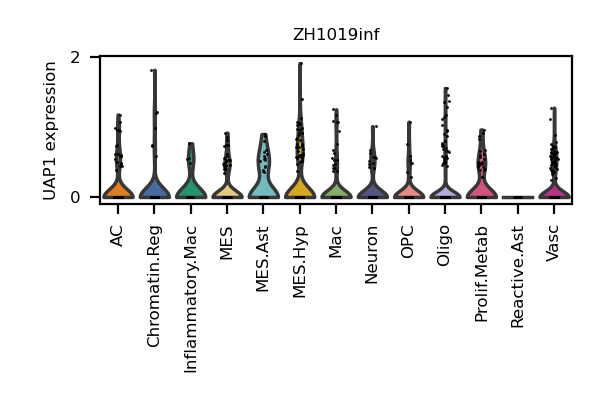 ZH1019inf
UAP1 expression
2
0
AC
Chromatin.Reg
Inflammatory.Mac
MES
MES.Ast
MES.Hyp
Mac
Neuron
OPC
Oligo
Prolif.Metab
Reactive.Ast
Vasc